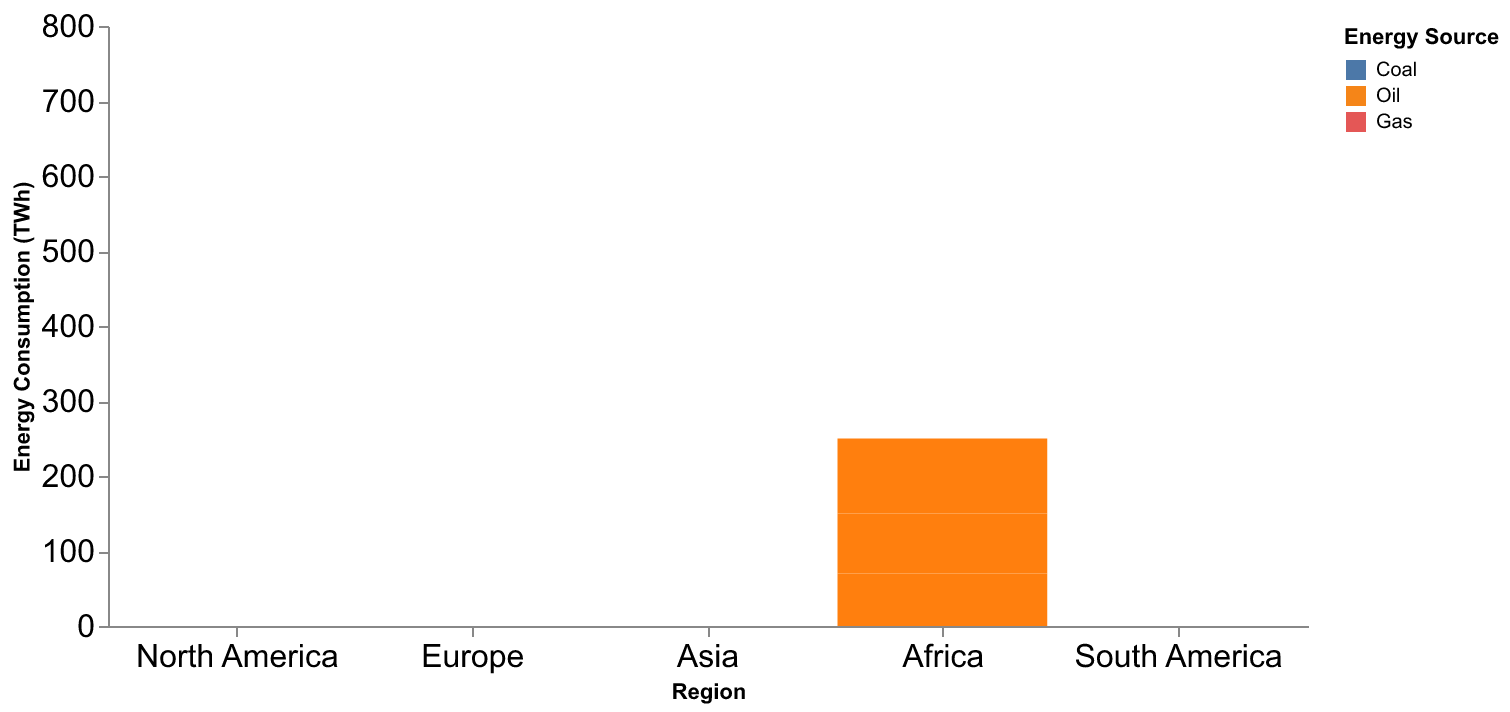 800
700
600
500
400
300
200
100
0
Energy Consumption (TWh)
North America
Europe
Asia
Africa
South America
Region
Energy Source
Coal
Oil
Gas